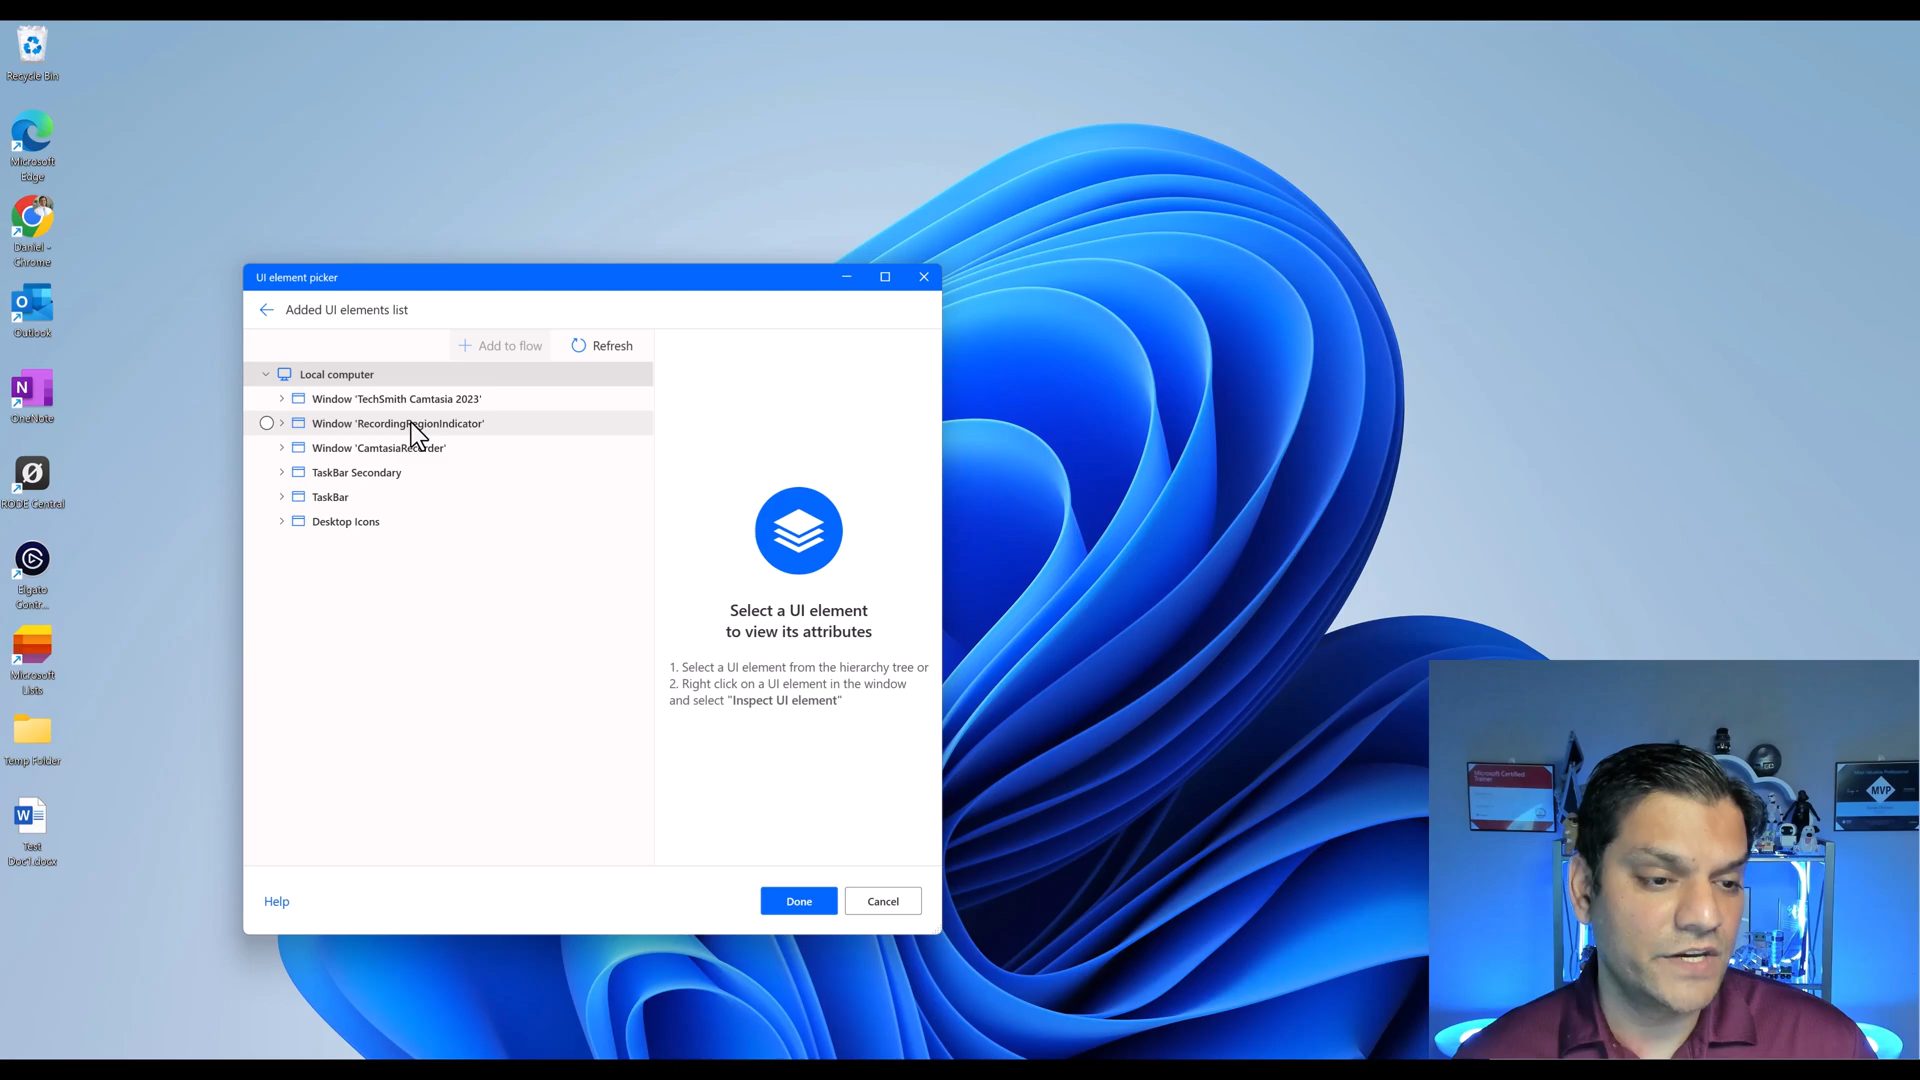 Recycle Bin
Microsoft
Edge
Daniel -
Chrome
Outlook
OneNote
RODE Central
Elgato
Contr...
Microsoft
Lists
Temp Folder
Test
Doc1.docx
UI element picker
Added UI elements list
Add to flow
Refresh
Local computer
Window 'TechSmith Camtasia 2023'
Window 'RecordingRegionIndicator'
Window 'CamtasiaRecorder'
TaskBar Secondary
TaskBar
Desktop Icons
Select a UI element
to view its attributes
1. Select a UI element from the hierarchy tree or
2. Right click on a UI element in the window
and select "Inspect UI element"
Help
Done
Cancel
Microsoft Certified
Trainer
MVP